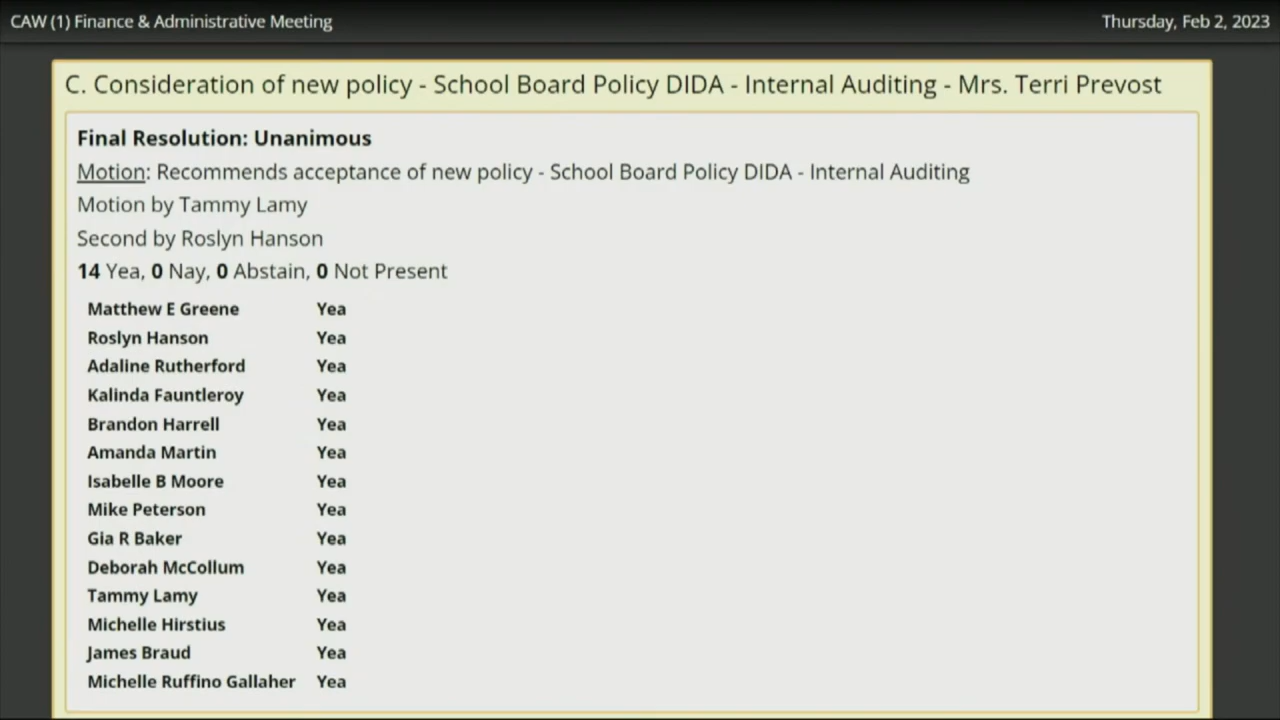 CAW (1) Finance & Administrative Meeting
Thursday, Feb 2, 2023
C. Consideration of new policy - School Board Policy DIDA - Internal Auditing - Mrs. Terri Prevost
Final Resolution: Unanimous
Motion: Recommends acceptance of new policy - School Board Policy DIDA - Internal Auditing
Motion by Tammy Lamy
Second by Roslyn Hanson
14 Yea, 0 Nay, 0 Abstain, 0 Not Present
Matthew E Greene Yea
Roslyn Hanson Yea
Adaline Rutherford Yea
Kalinda Fauntleroy Yea
Brandon Harrell Yea
Amanda Martin Yea
Isabelle B Moore Yea
Mike Peterson Yea
Gia R Baker Yea
Deborah McCollum Yea
Tammy Lamy Yea
Michelle Hirstius Yea
James Braud Yea
Michelle Ruffino Gallaher Yea